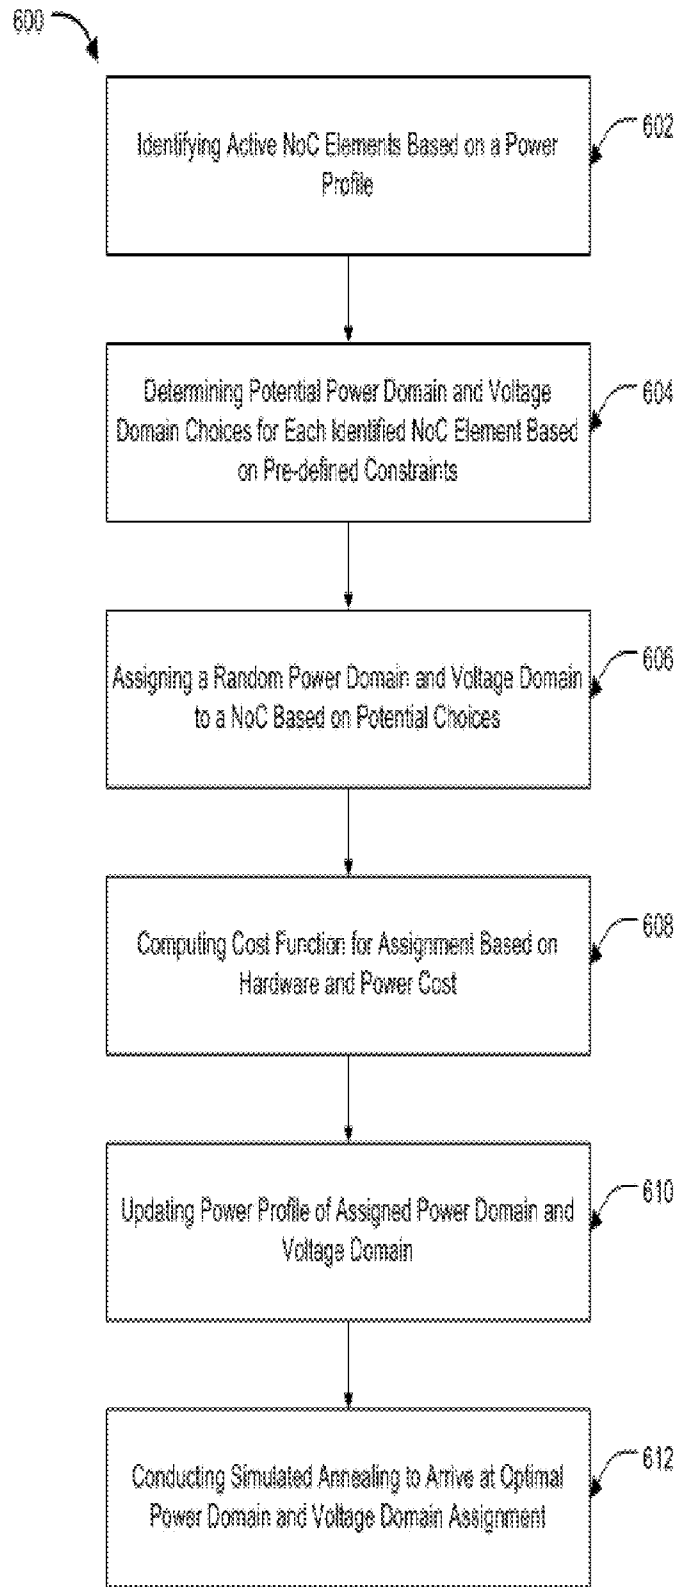 600
Identifying Active NoC Elements Based on a Power
Profile
602
Determining Potential Power Domain and Voltage
Domain Choices for Each Identified NoC Element Based
on Pre-defined Constraints
604
Assigning a Random Power Domain and Voltage Domain
to a NoC Based on Potential Choices
606
Computing Cost Function for Assignment Based on
Hardware and Power Cost
608
Updating Power Profile of Assigned Power Domain and
Voltage Domain
610
Conducting Simulated Annealing to Arrive at Optimal
Power Domain and Voltage Domain Assignment
612